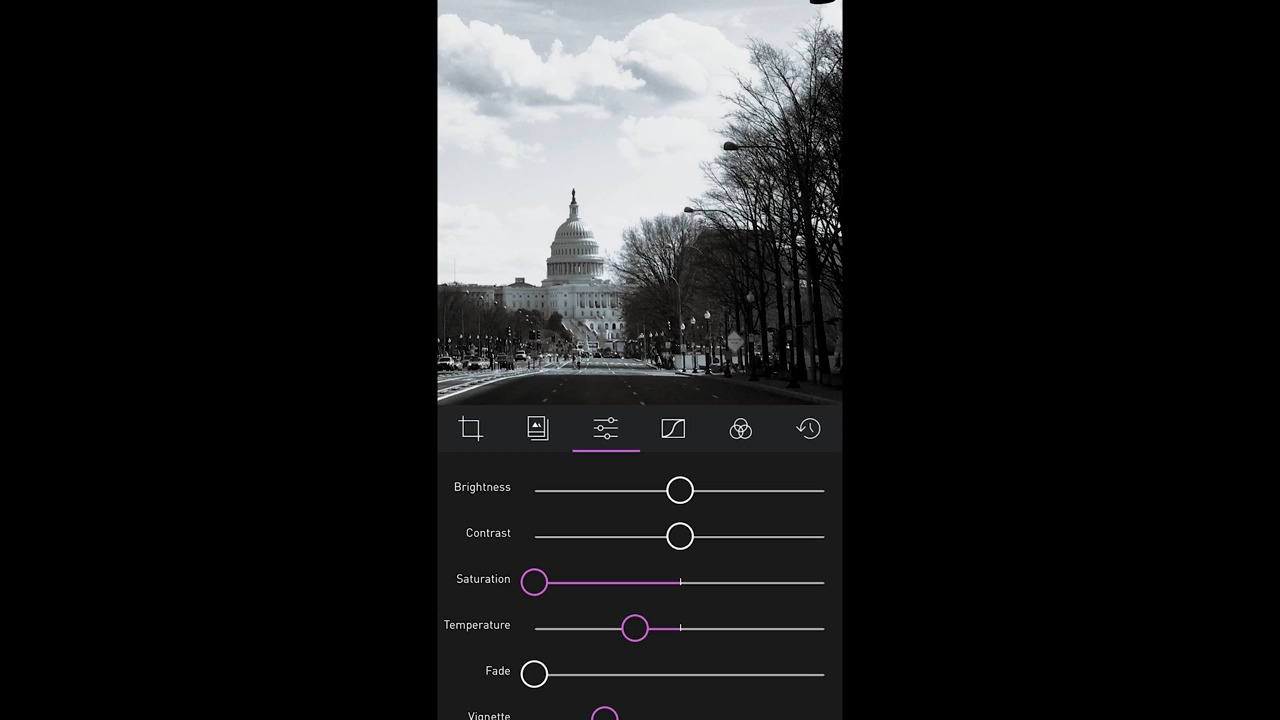 Brightness
Contrast
Saturation
Temperature
Fade
Vignette